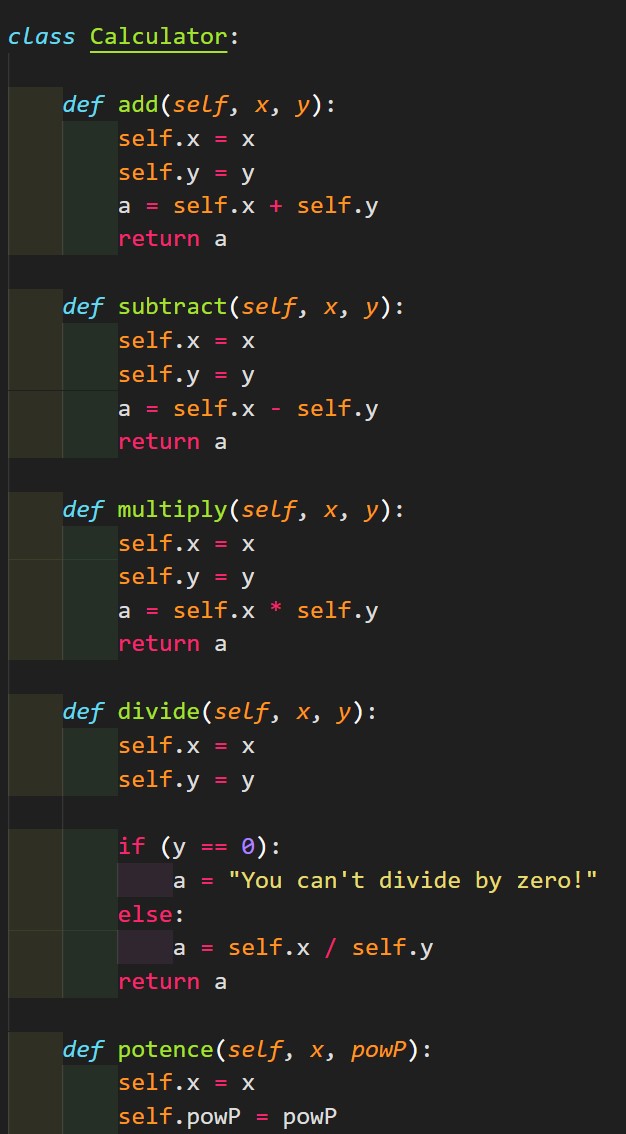 class Calculator:
def add(self, x, y):
self.x = x
self.y = y
a = self.x + self.y
return a
def subtract(self, x, y):
self.x = x
self.y = y
a = self.x - self.y
return a
def multiply(self, x, y):
self.x = x
self.y = y
a = self.x * self.y
return a
def divide(self, x, y):
self.x = x
self.y = y
if (y == 0):
a = "You can't divide by zero!"
else:
a = self.x / self.y
return a
def potence(self, x, powP):
self.x = x
self.powP = powP